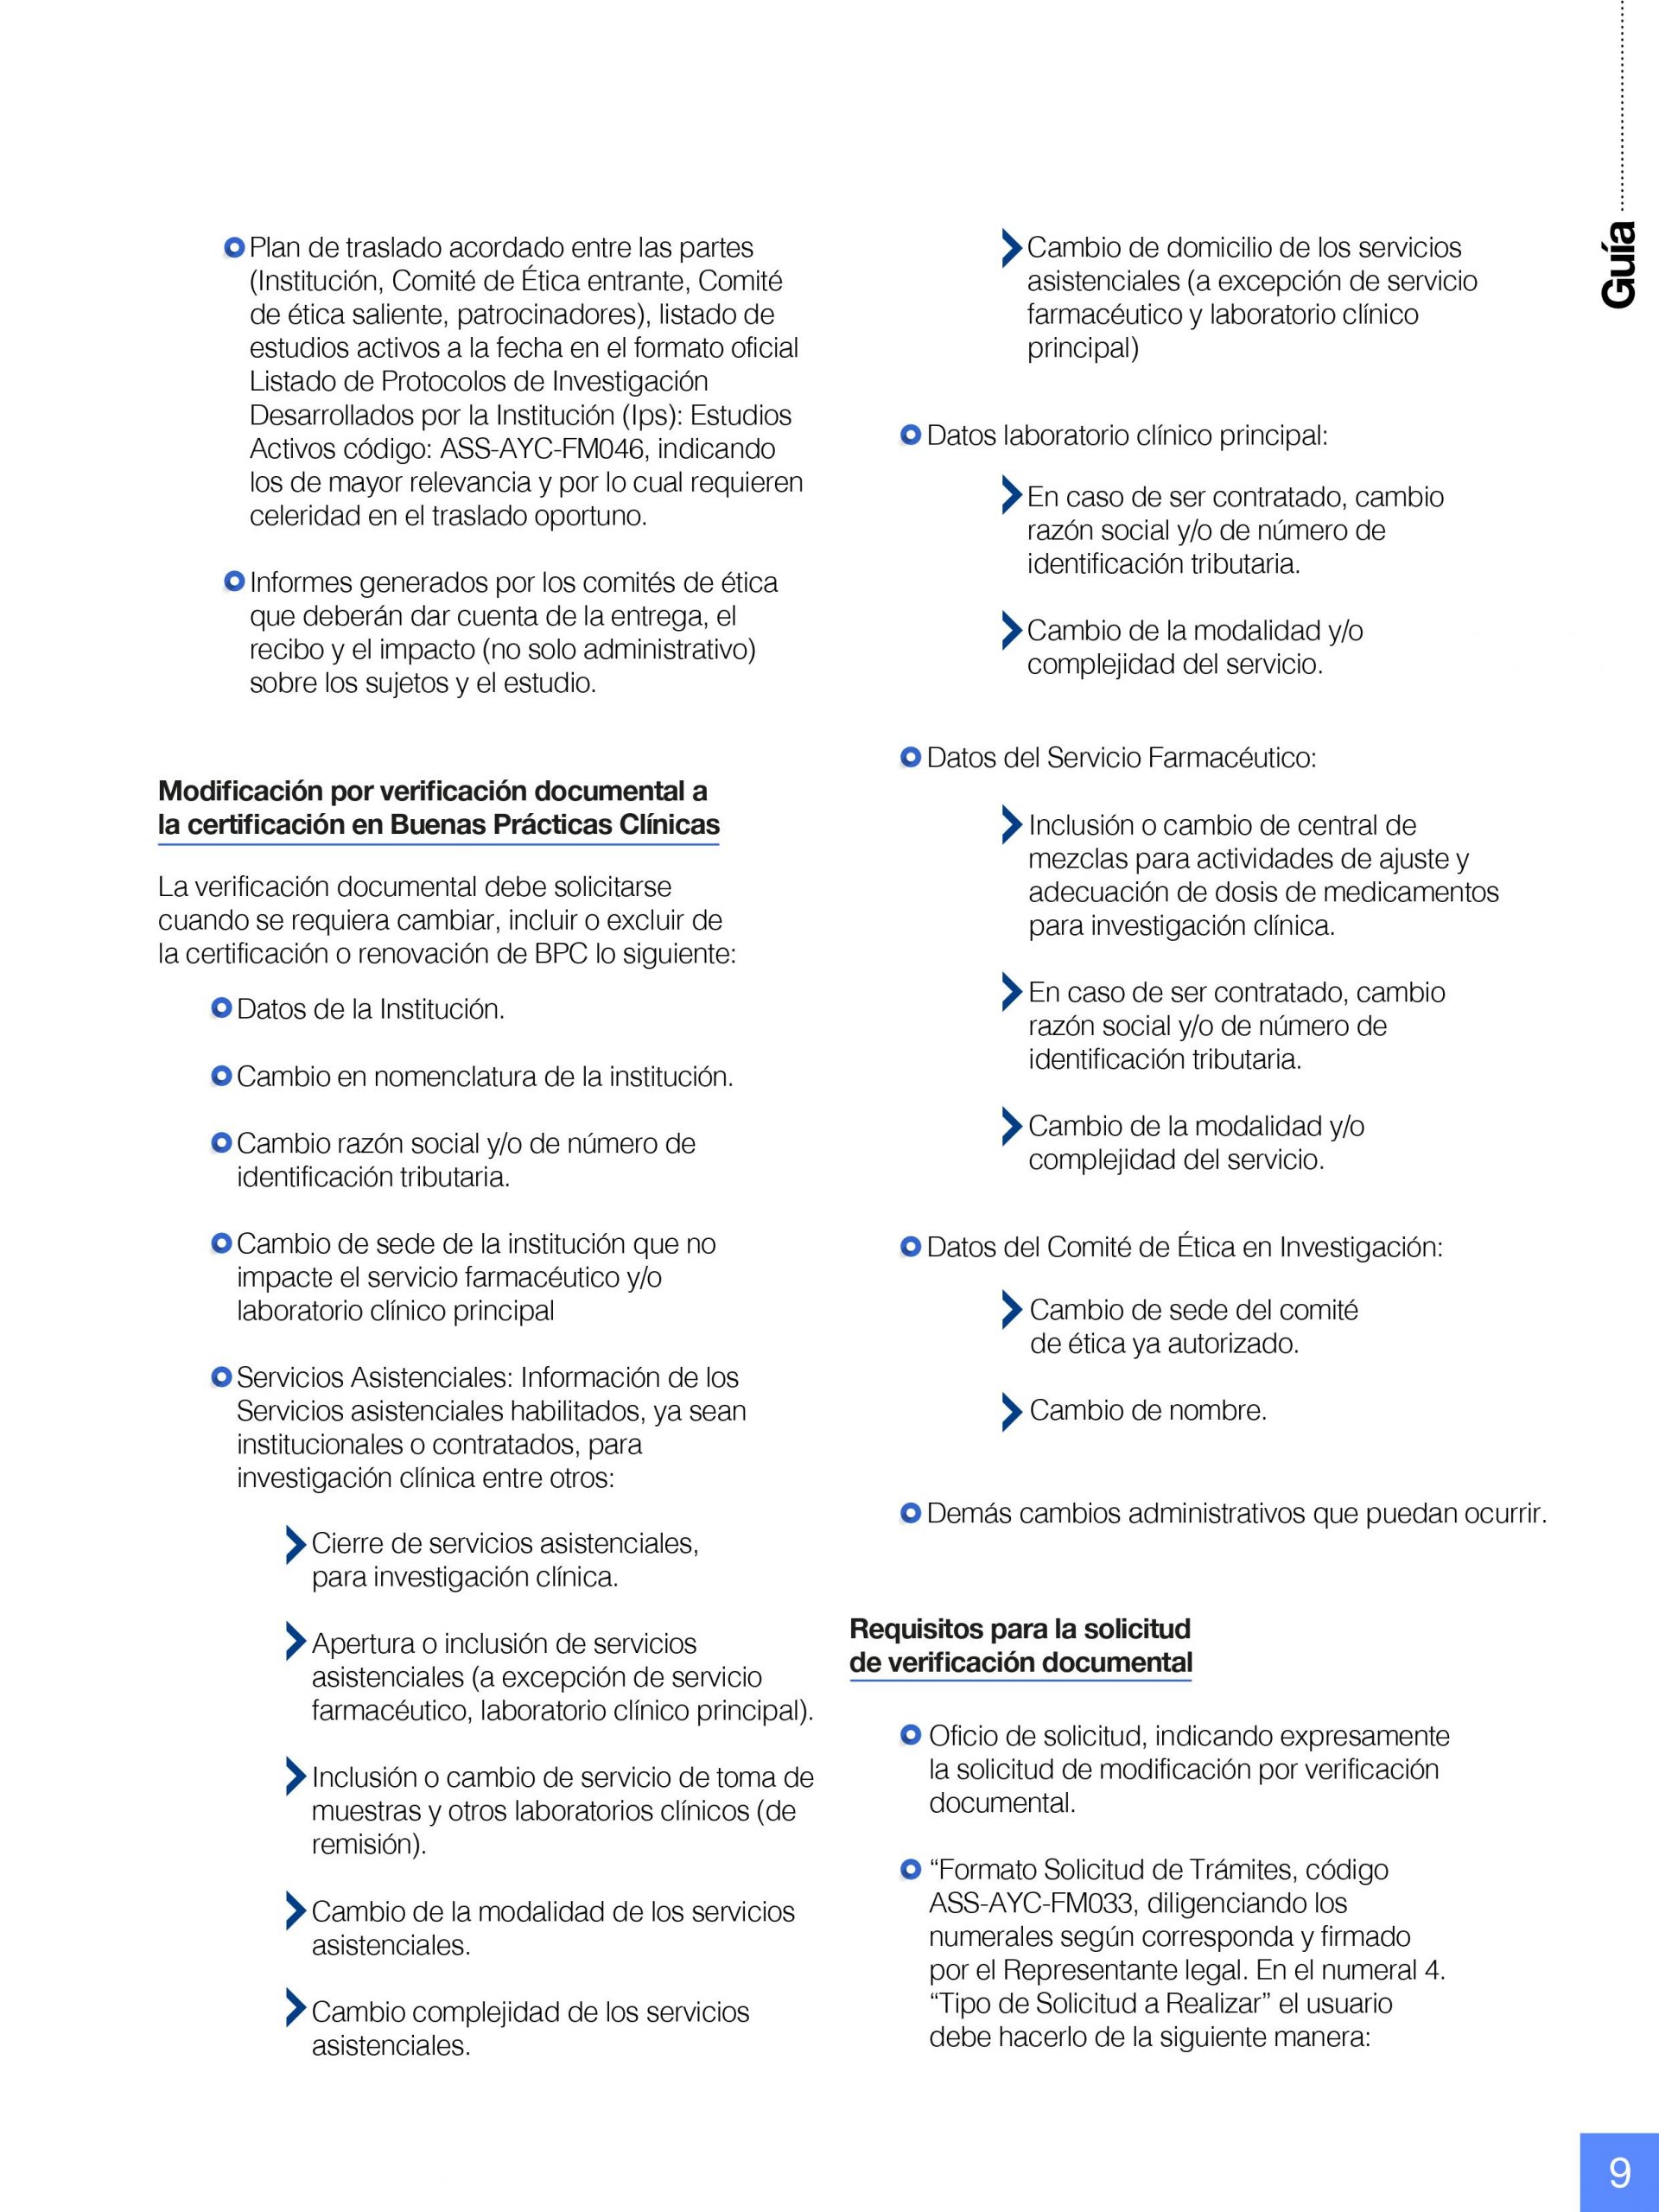 Plan de traslado acordado entre las partes
(Institución, Comité de Ética entrante, Comité
de ética saliente, patrocinadores), listado de
estudios activos a la fecha en el formato oficial
Listado de Protocolos de Investigación
Desarrollados por la Institución (Ips): Estudios
Activos código: ASS-AYC-FM046, indicando
los de mayor relevancia y por lo cual requieren
celeridad en el traslado oportuno.
Informes generados por los comités de ética
que deberán dar cuenta de la entrega, el
recibo y el impacto (no solo administrativo)
sobre los sujetos y el estudio.
Modificación por verificación documental a
la certificación en Buenas Prácticas Clínicas
La verificación documental debe solicitarse
cuando se requiera cambiar, incluir o excluir de
la certificación o renovación de BPC lo siguiente:
Datos de la Institución.
Cambio en nomenclatura de la institución.
Cambio razón social y/o de número de
identificación tributaria.
Cambio de sede de la institución que no
impacte el servicio farmacéutico y/o
laboratorio clínico principal
Servicios Asistenciales: Información de los
Servicios asistenciales habilitados, ya sean
institucionales o contratados, para
investigación clínica entre otros:
Cierre de servicios asistenciales,
para investigación clínica.
Apertura o inclusión de servicios
asistenciales (a excepción de servicio
farmacéutico, laboratorio clínico principal).
Inclusión o cambio de servicio de toma de
muestras y otros laboratorios clínicos (de
remisión).
Cambio de la modalidad de los servicios
asistenciales.
Cambio complejidad de los servicios
asistenciales.
Cambio de domicilio de los servicios
asistenciales (a excepción de servicio
farmacéutico y laboratorio clínico
principal)
Datos laboratorio clínico principal:
En caso de ser contratado, cambio
razón social y/o de número de
identificación tributaria.
Cambio de la modalidad y/o
complejidad del servicio.
Datos del Servicio Farmacéutico:
Inclusión o cambio de central de
mezclas para actividades de ajuste y
adecuación de dosis de medicamentos
para investigación clínica.
En caso de ser contratado, cambio
razón social y/o de número de
identificación tributaria.
Cambio de la modalidad y/o
complejidad del servicio.
Datos del Comité de Ética en Investigación:
Cambio de sede del comité
de ética ya autorizado.
Cambio de nombre.
Demás cambios administrativos que puedan ocurrir.
Requisitos para la solicitud
de verificación documental
Oficio de solicitud, indicando expresamente
la solicitud de modificación por verificación
documental.
“Formato Solicitud de Trámites, código
ASS-AYC-FM033, diligenciando los
numerales según corresponda y firmado
por el Representante legal. En el numeral 4.
“Tipo de Solicitud a Realizar” el usuario
debe hacerlo de la siguiente manera:
Guía
9